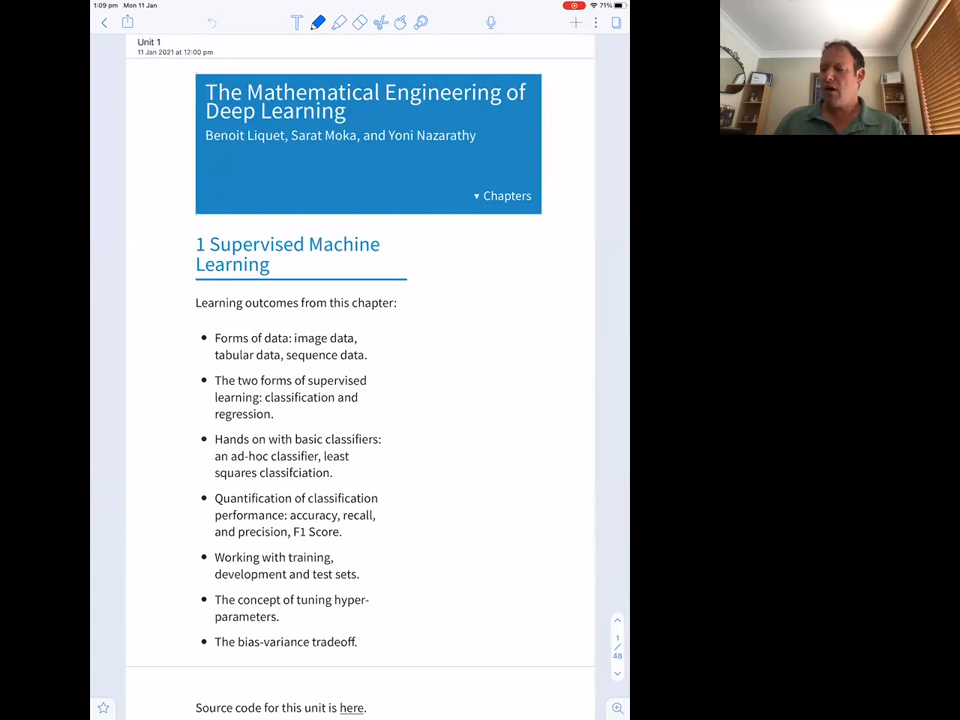 1:09 pm Mon 11 Jan
71%
Unit 1
11 Jan 2021 at 12:00 pm
The Mathematical Engineering of
Deep Learning
Benoit Liquet, Sarat Moka, and Yoni Nazarathy
▾ Chapters
1 Supervised Machine
Learning
Learning outcomes from this chapter:
• Forms of data: image data,
tabular data, sequence data.
• The two forms of supervised
learning: classification and
regression.
• Hands on with basic classifiers:
an ad-hoc classifier, least
squares classifciation.
• Quantification of classification
performance: accuracy, recall,
and precision, F1 Score.
• Working with training,
development and test sets.
• The concept of tuning hyper-
parameters.
• The bias-variance tradeoff.
1
/
48
Source code for this unit is here.